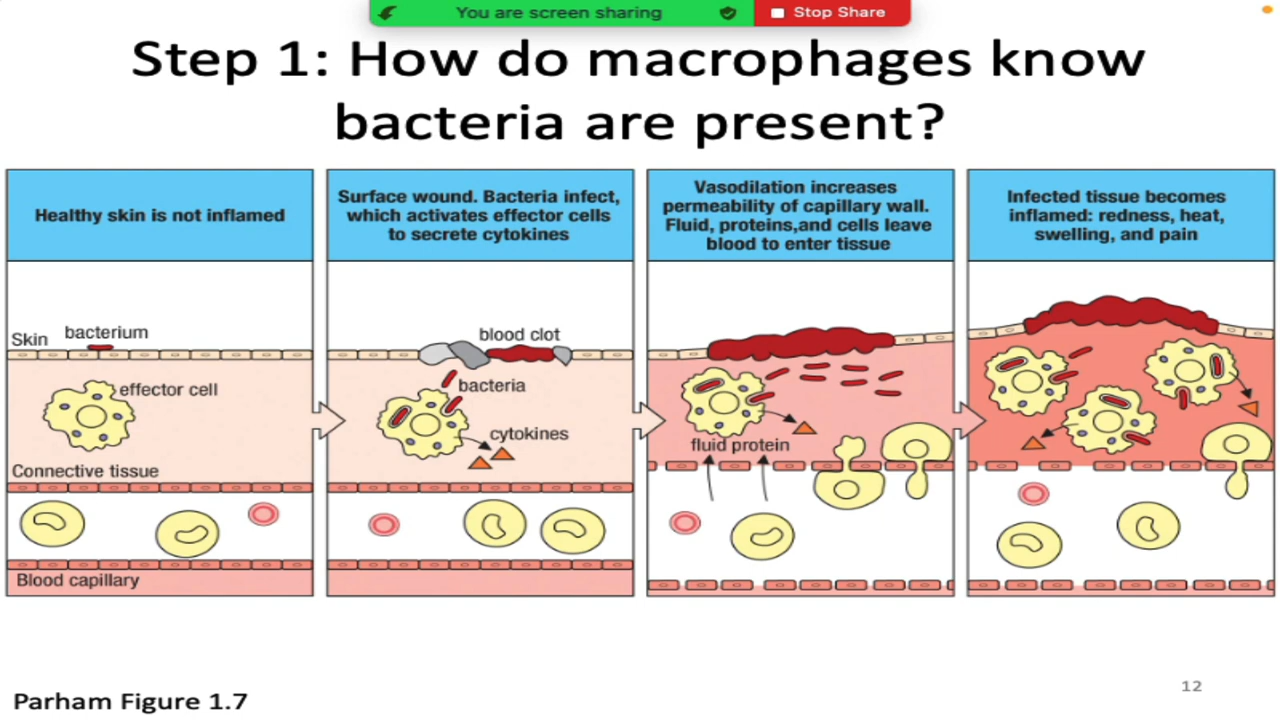 You are screen sharing
Stop Share
Step 1: How do macrophages know
bacteria are present?
Healthy skin is not inflamed
Skin
bacterium
effector cell
Connective tissue
Blood capillary
Surface wound. Bacteria infect,
which activates effector cells
to secrete cytokines
blood clot
bacteria
cytokines
Vasodilation increases
permeability of capillary wall.
Fluid, proteins,and cells leave
blood to enter tissue
fluid protein
Infected tissue becomes
inflamed: redness, heat,
swelling, and pain
Parham Figure 1.7
12